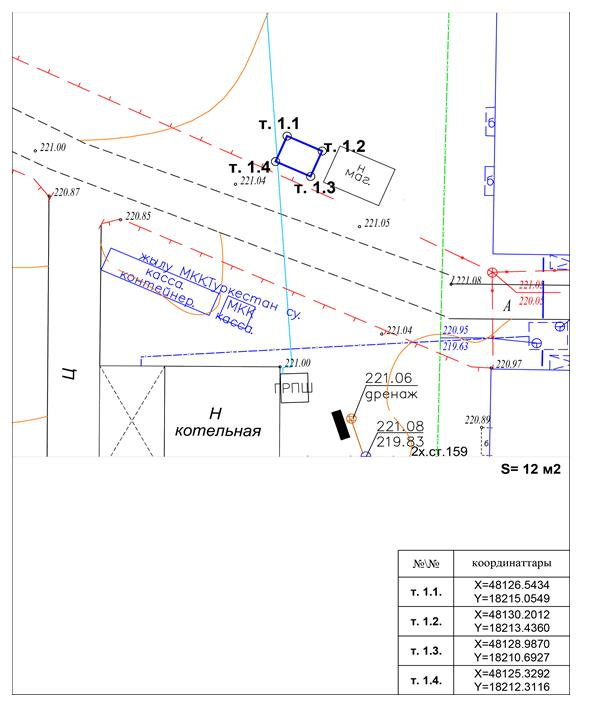 т. 1.1
т. 1.2
т. 1.4
т. 1.3
н
маг.
б
б
221.00
221.04
220.87
220.85
221.05
жылу МККТуркестан су.
касса.
контейнер.
МКК
касса.
221.08
220.05
А
221.04
220.95
219.63
221.00
220.97
Ц
ГРПШ
221.06
дренаж
Н
котельная
221.08
219.83
220.89
б
2х.ст.159
S= 12 м2
№\№ координаттары
т. 1.1. X=48126.5434
Y=18215.0549
т. 1.2. X=48130.2012
Y=18213.4360
т. 1.3. X=48128.9870
Y=18210.6927
т. 1.4. X=48125.3292
Y=18212.3116